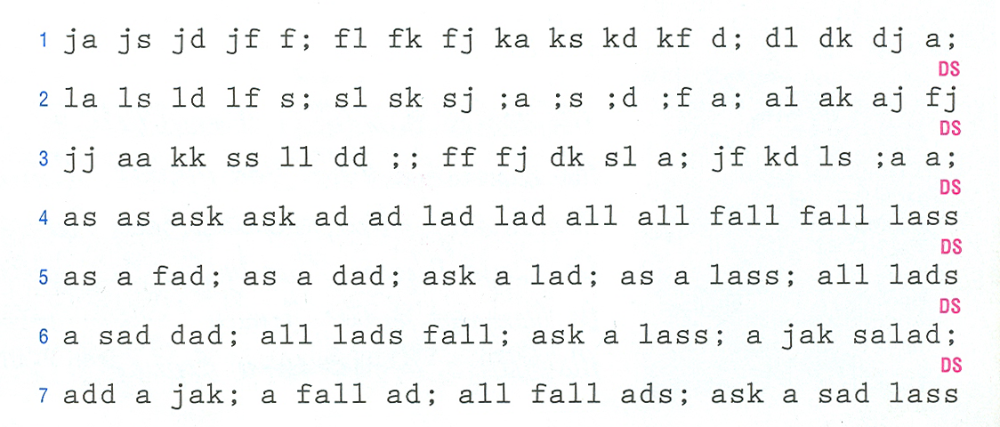 1 ja js jd jf f; fl fk fj ka ks kd kf d; dl dk dj a;
DS
2 la ls ld lf s; sl sk sj ;a ;s ;d ;f a; al ak aj fj
DS
3 jj aa kk ss ll dd ;; ff fj dk sl a; jf kd ls ;a a;
DS
4 as as ask ask ad ad lad lad all all fall fall lass
DS
5 as a fad; as a dad; ask a lad; as a lass; all lads
DS
6 a sad dad; all lads fall; ask a lass; a jak salad;
DS
7 add a jak; a fall ad; all fall ads; ask a sad lass